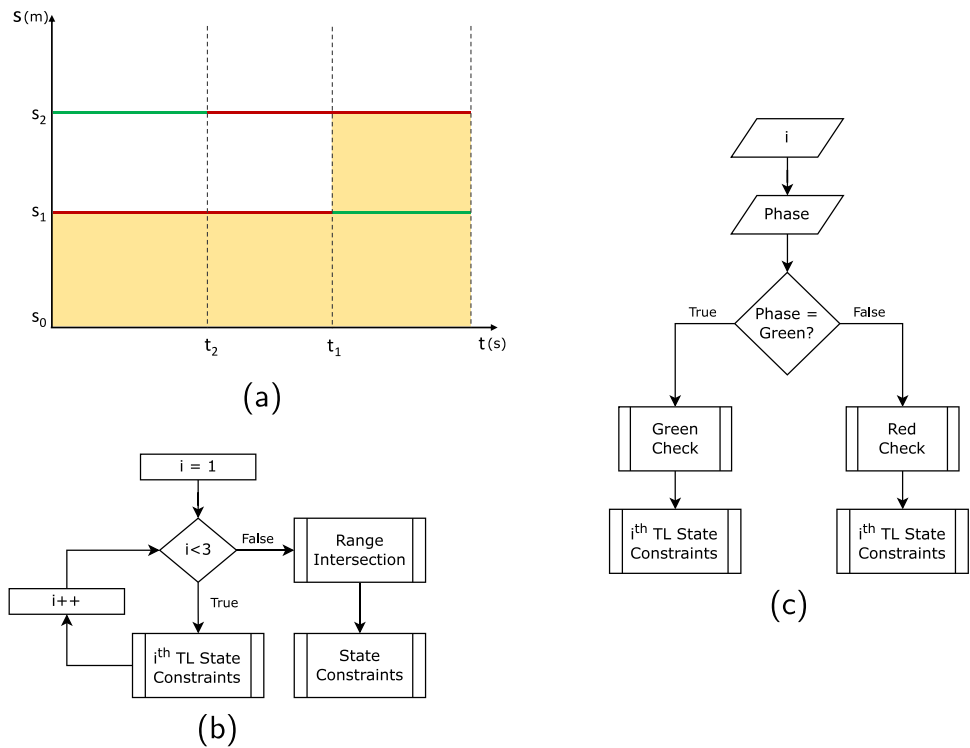 s (m)
s2
s1
s0
t2
t1
t (s)
(a)
i = 1
i<3
False
True
i++
Range
Intersection
ith TL State
Constraints
State
Constraints
(b)
i
Phase
Phase =
Green?
True
False
Green
Check
Red
Check
ith TL State
Constraints
ith TL State
Constraints
(c)